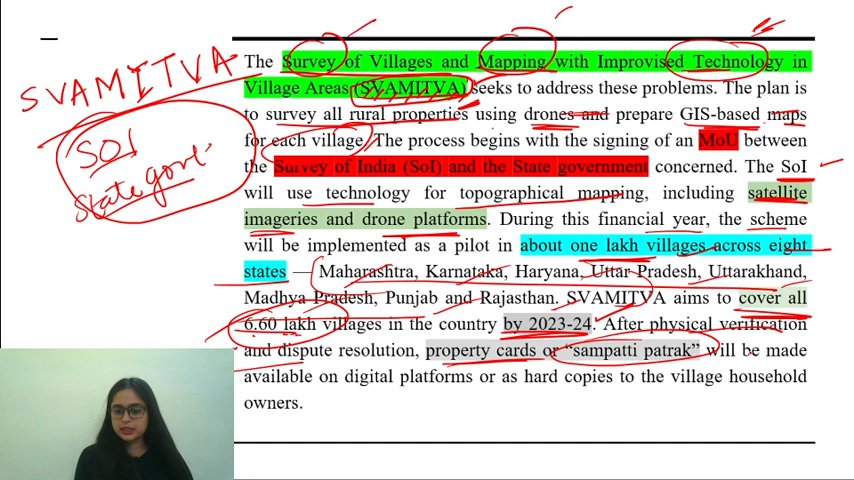 SVAMITVA
SOI
State govt.
The Survey of Villages and Mapping with Improvised Technology in
Village Areas (SVAMITVA) seeks to address these problems. The plan is
to survey all rural properties using drones and prepare GIS-based maps
for each village. The process begins with the signing of an MoU between
the Survey of India (SoI) and the State government concerned. The SoI
will use technology for topographical mapping, including satellite
imageries and drone platforms. During this financial year, the scheme
will be implemented as a pilot in about one lakh villages across eight
states — Maharashtra, Karnataka, Haryana, Uttar Pradesh, Uttarakhand,
Madhya Pradesh, Punjab and Rajasthan. SVAMITVA aims to cover all
6.60 lakh villages in the country by 2023-24. After physical verification
and dispute resolution, property cards or “sampatti patrak” will be made
available on digital platforms or as hard copies to the village household
owners.